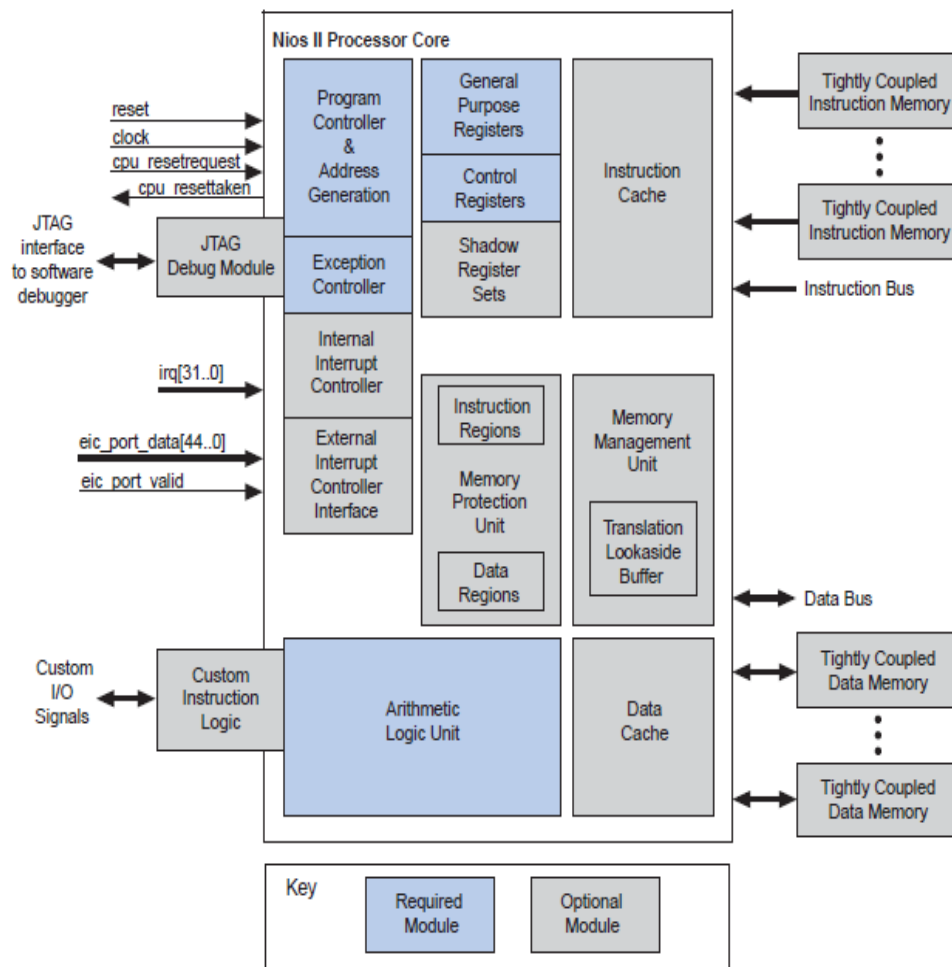 Nios II Processor Core
reset
clock
cpu_resetrequest
cpu_resettaken
JTAG
interface
to software
debugger
JTAG
Debug Module
irq[31..0]
eic_port_data[44..0]
eic_port_valid
Custom
I/O
Signals
Custom
Instruction
Logic
Program
Controller
&
Address
Generation
Exception
Controller
Internal
Interrupt
Controller
External
Interrupt
Controller
Interface
General
Purpose
Registers
Control
Registers
Shadow
Register
Sets
Instruction
Cache
Instruction
Regions
Memory
Protection
Unit
Data
Regions
Memory
Management
Unit
Translation
Lookaside
Buffer
Arithmetic
Logic Unit
Data
Cache
Tightly Coupled
Instruction Memory
Tightly Coupled
Instruction Memory
Instruction Bus
Data Bus
Tightly Coupled
Data Memory
Tightly Coupled
Data Memory
Key
Required
Module
Optional
Module